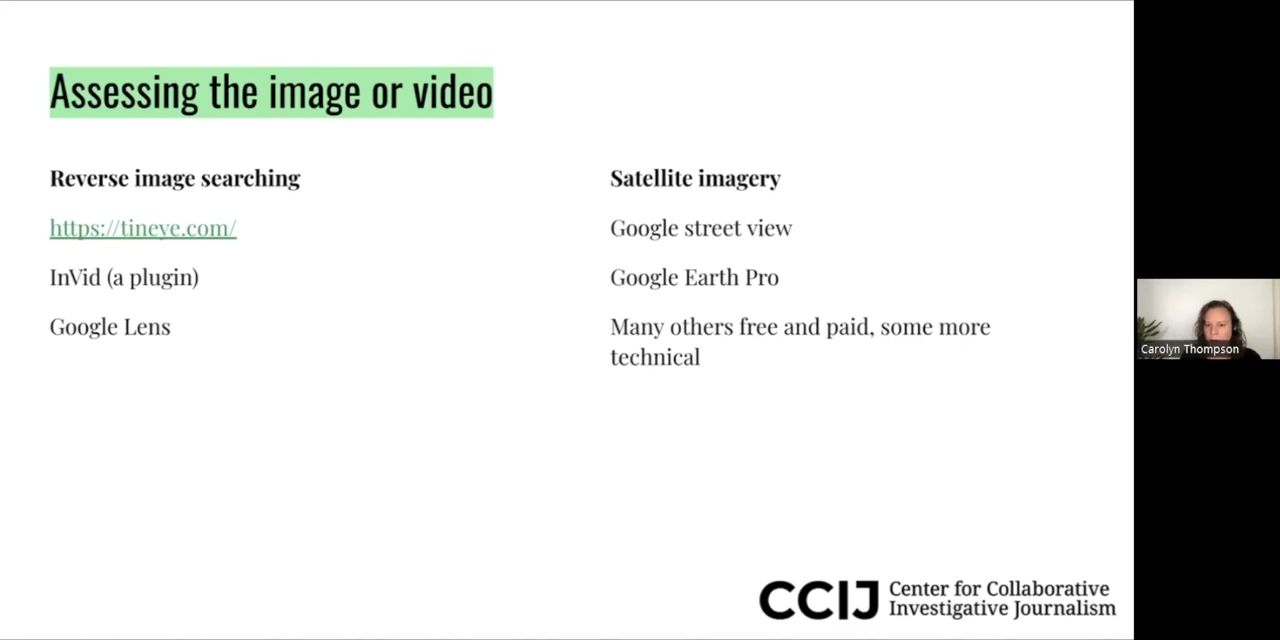 Assessing the image or video
Reverse image searching
https://tineye.com/
InVid (a plugin)
Google Lens
Satellite imagery
Google street view
Google Earth Pro
Many others free and paid, some more
technical
CCIJ Center for Collaborative
Investigative Journalism
Carolyn Thompson